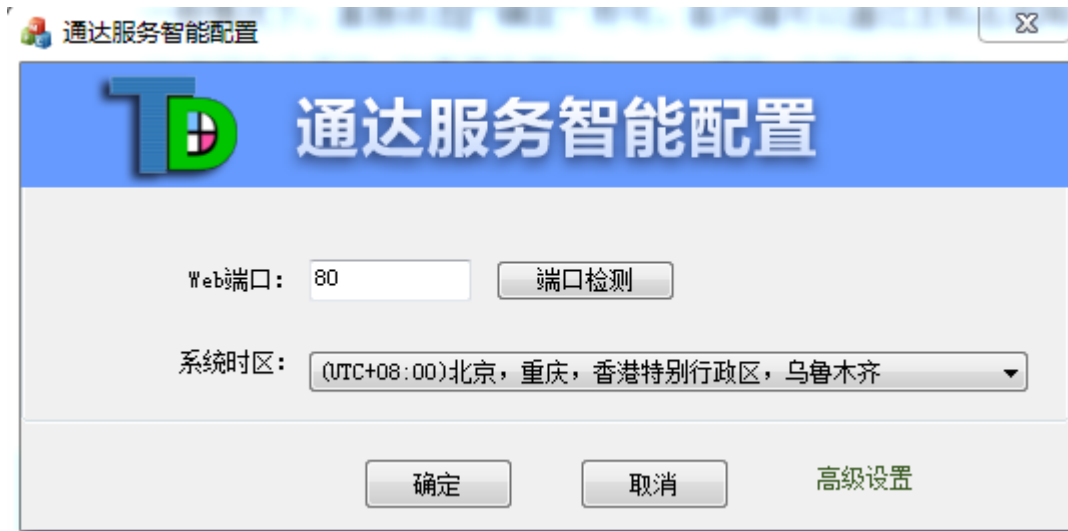 通达服务智能配置
TD 通达服务智能配置
Web端口: 80 端口检测
系统时区: (UTC+08:00)北京，重庆，香港特别行政区，乌鲁木齐
确定 取消 高级设置